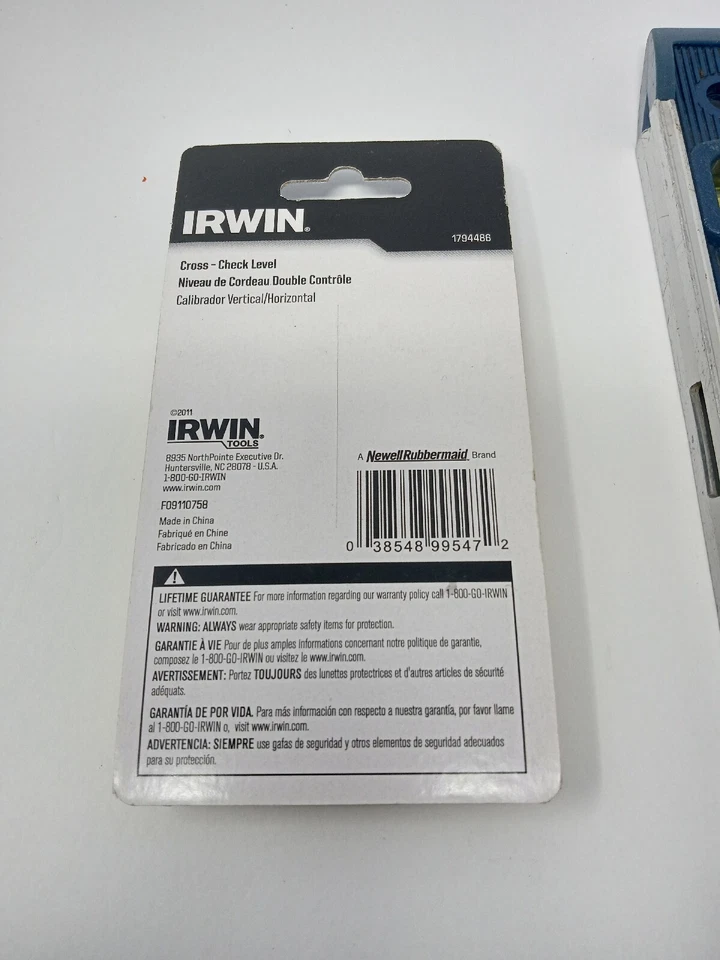 IRWIN®
1794486
Cross - Check Level
Niveau de Cordeau Double Contrôle
Calibrador Vertical/Horizontal
©2011
IRWIN®
TOOLS
8935 NorthPointe Executive Dr.
Huntersville, NC 28078 - U.S.A.
1-800-GO-IRWIN
www.irwin.com
F09110758
Made in China
Fabriqué en Chine
Fabricado en China
A NewellRubbermaid Brand
0 38548 99547 2
LIFETIME GUARANTEE For more information regarding our warranty policy call 1-800-GO-IRWIN
or visit www.irwin.com.
WARNING: ALWAYS wear appropriate safety items for protection.
GARANTIE À VIE Pour de plus amples informations concernant notre politique de garantie,
composez le 1-800-GO-IRWIN ou visitez le www.irwin.com.
AVERTISSEMENT: Portez TOUJOURS des lunettes protectrices et d'autres articles de sécurité
adéquats.
GARANTÍA DE POR VIDA. Para más información con respecto a nuestra garantía, por favor llame
al 1-800-GO-IRWIN o, visit www.irwin.com.
ADVERTENCIA: SIEMPRE use gafas de seguridad y otros elementos de seguridad adecuados
para su protección.